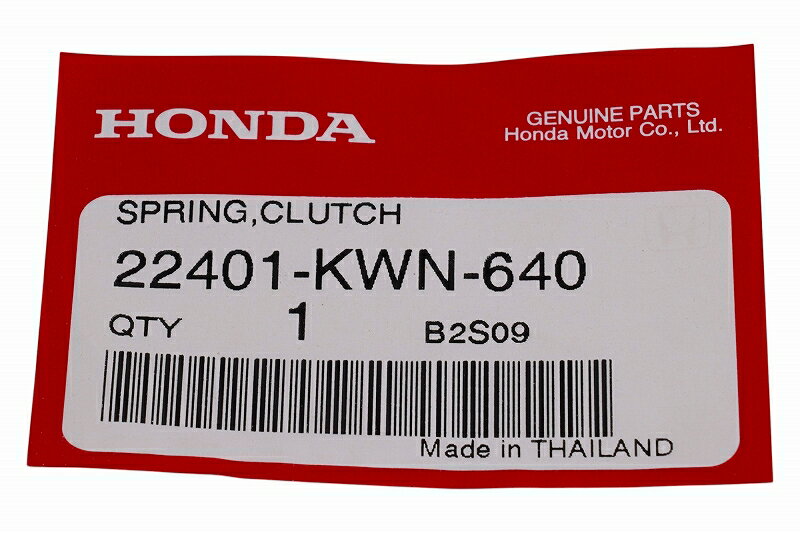 HONDA
GENUINE PARTS
Honda Motor Co., Ltd.
SPRING,CLUTCH
22401-KWN-640
QTY 1 B2S09
Made in THAILAND